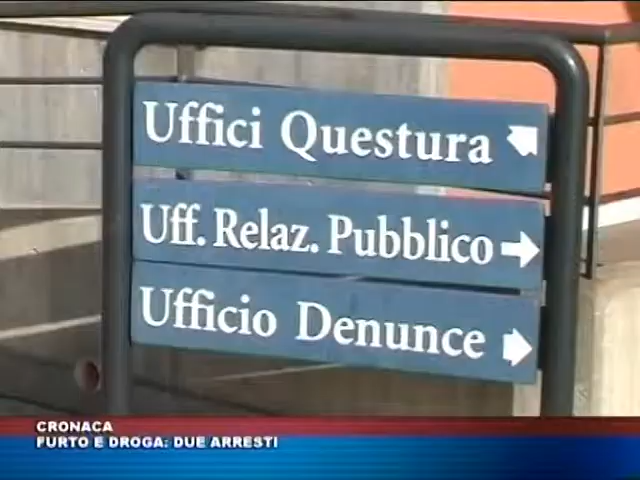 Uffici Questura
Uff. Relaz. Pubblico
Ufficio Denunce
CRONACA
FURTO E DROGA: DUE ARRESTI